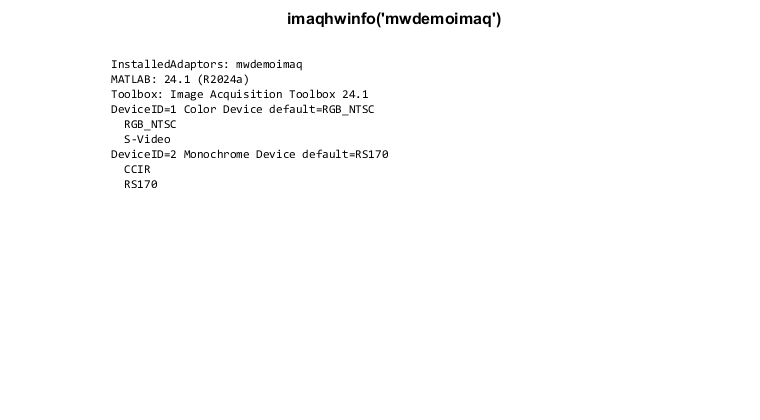 imaqhwinfo('mwdemoimaq')
InstalledAdaptors: mwdemoimaq
MATLAB: 24.1 (R2024a)
Toolbox: Image Acquisition Toolbox 24.1
DeviceID=1 Color Device default=RGB_NTSC
  RGB_NTSC
  S-Video
DeviceID=2 Monochrome Device default=RS170
  CCIR
  RS170